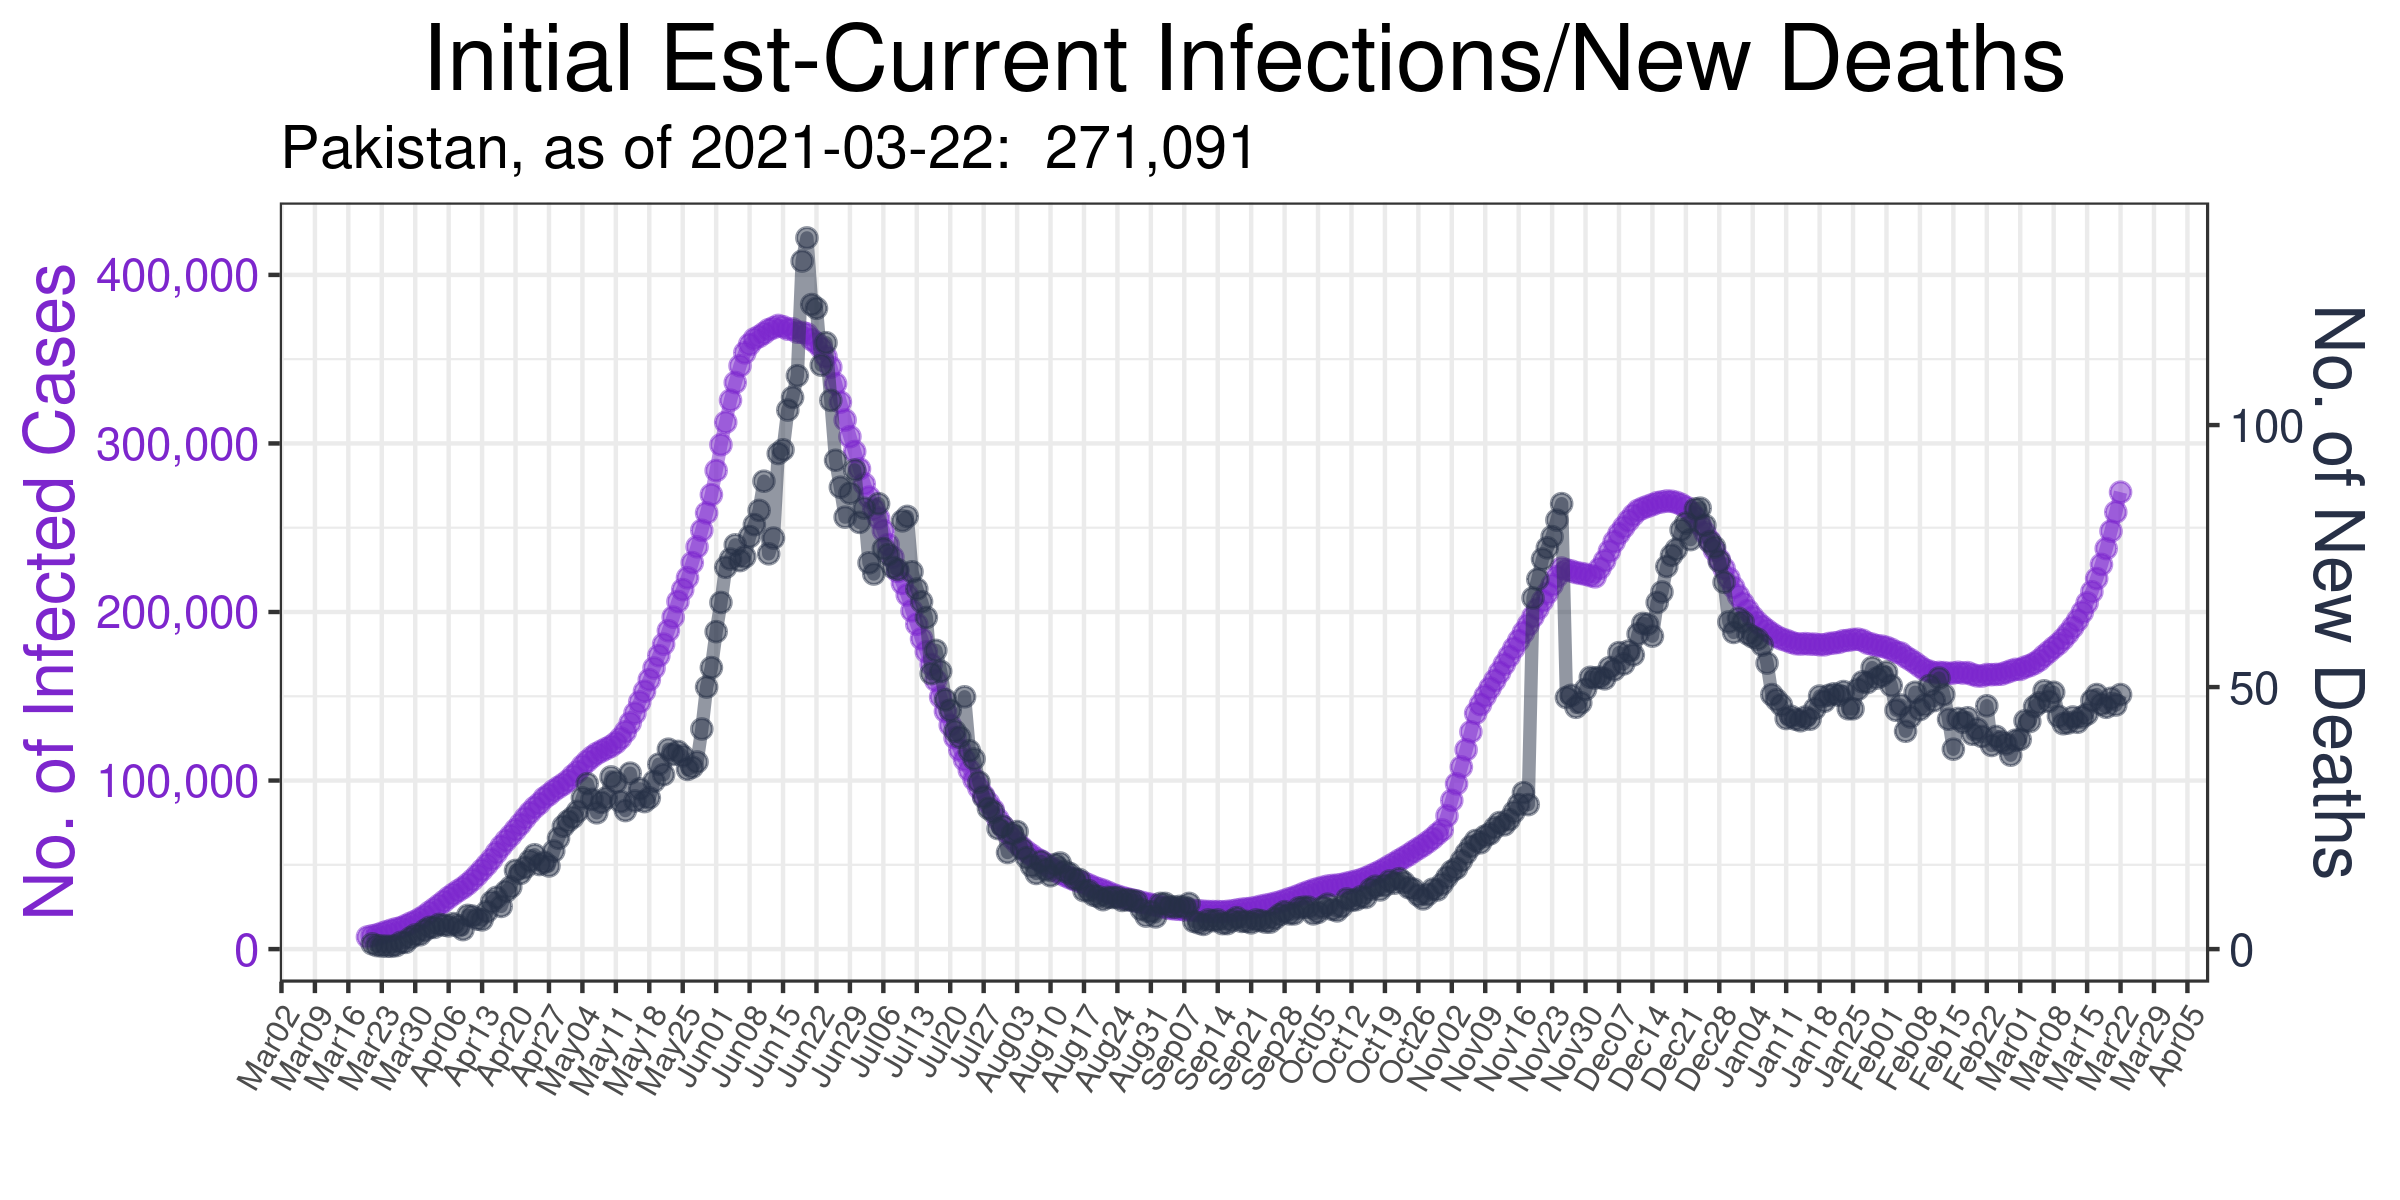 Initial Est-Current Infections/New Deaths
Pakistan, as of 2021-03-22:  271,091
No. of Infected Cases
400,000
300,000
200,000
100,000
0
No. of New Deaths
100
50
0
Mar02
Mar09
Mar16
Mar23
Mar30
Apr06
Apr13
Apr20
Apr27
May04
May11
May18
May25
Jun01
Jun08
Jun15
Jun22
Jun29
Jul06
Jul13
Jul20
Jul27
Aug03
Aug10
Aug17
Aug24
Aug31
Sep07
Sep14
Sep21
Sep28
Oct05
Oct12
Oct19
Oct26
Nov02
Nov09
Nov16
Nov23
Nov30
Dec07
Dec14
Dec21
Dec28
Jan04
Jan11
Jan18
Jan25
Feb01
Feb08
Feb15
Feb22
Mar01
Mar08
Mar15
Mar22
Mar29
Apr05